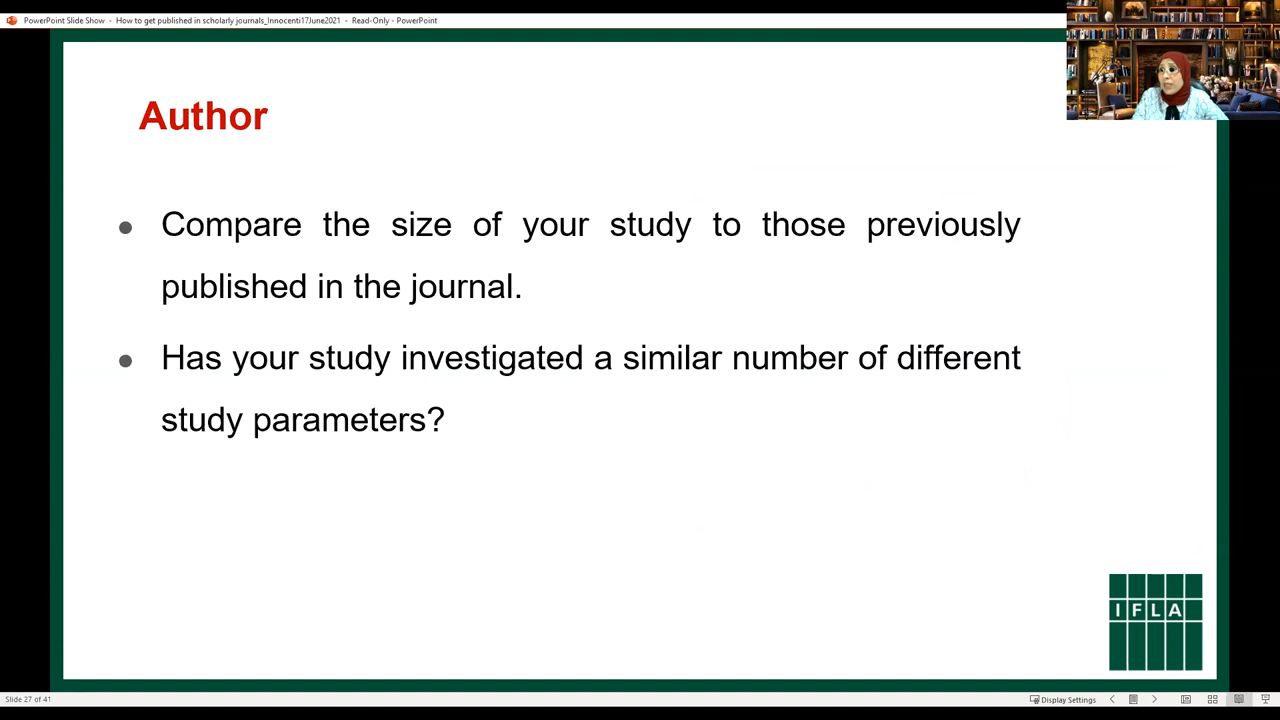 PowerPoint Slide Show - How to get published in scholarly journals_Innocenti17June2021 - Read-Only - PowerPoint
Author
Compare the size of your study to those previously
published in the journal.
Has your study investigated a similar number of different
study parameters?
IFLA
Slide 27 of 41
Display Settings